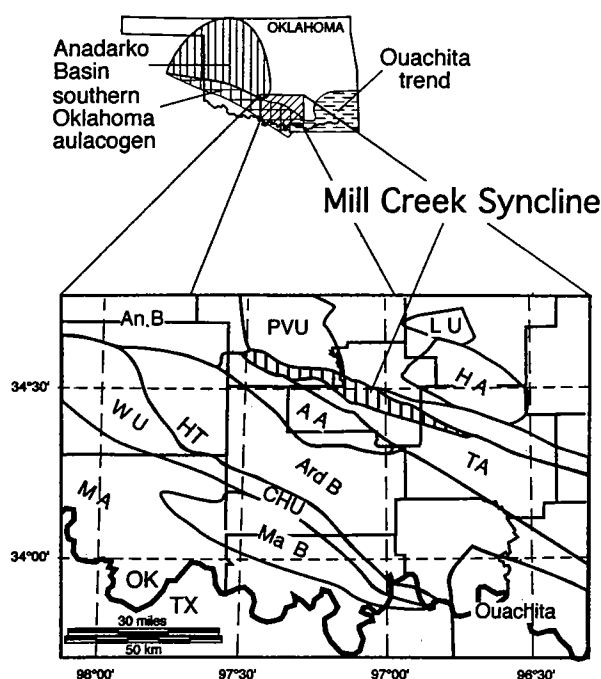 OKLAHOMA
Anadarko
Basin
southern
Oklahoma
aulacogen
Ouachita
trend
Mill Creek Syncline
An.B
PVU
L U
H A
34°30'
W U
HT
A A
TA
Ard B
M A
CHU
Ma B
34°00'
OK
TX
Ouachita
30 miles
50 km
98°00'
97°30'
97°00'
96°30'